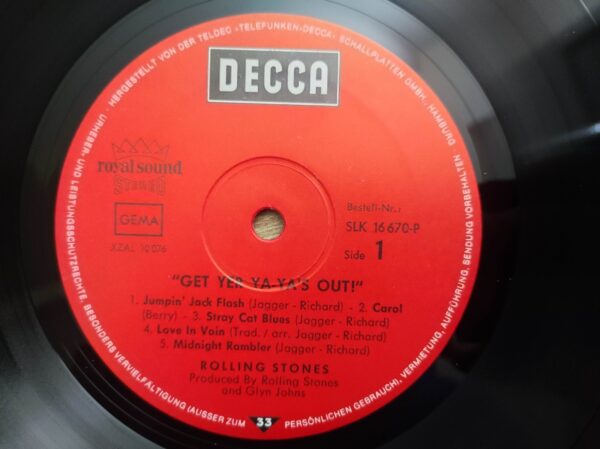 URHEBER- UND LEISTUNGSSCHUTZRECHTE, BESONDERS VERVIELFÄLTIGUNG (AUSSER ZUM
HERGESTELLT VON DER TELDEC »TELEFUNKEN-DECCA« SCHALLPLATTEN GMBH, HAMBURG
PERSÖNLICHEN GEBRAUCH), VERMIETUNG, AUFFÜHRUNG, SENDUNG VORBEHALTEN
DECCA
royal sound
STEREO
GEMA
XZAL 10 076
Bestell-Nr.:
SLK 16 670-P
Side 1
"GET YER YA-YA'S OUT!"
1. Jumpin' Jack Flash (Jagger - Richard) - 2. Carol
(Berry) - 3. Stray Cat Blues (Jagger - Richard)
4. Love In Vain (Trad. / arr. Jagger - Richard)
5. Midnight Rambler (Jagger - Richard)
ROLLING STONES
Produced By Rolling Stones
and Glyn Johns
33